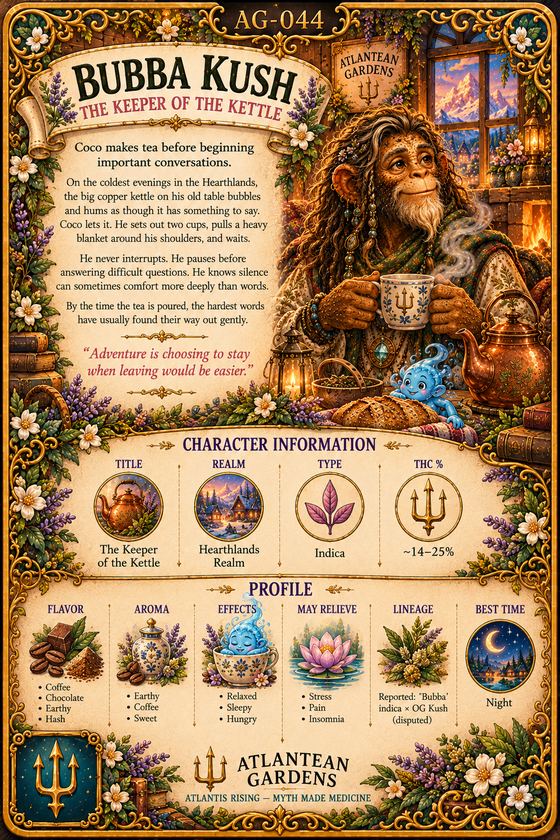 AG-044
BUBBA KUSH
THE KEEPER OF THE KETTLE
ATLANTEAN
GARDENS
Coco makes tea before beginning
important conversations.
On the coldest evenings in the Hearthlands,
the big copper kettle on his old table bubbles
and hums as though it has something to say.
Coco lets it. He sets out two cups, pulls a heavy
blanket around his shoulders, and waits.
He never interrupts. He pauses before
answering difficult questions. He knows silence
can sometimes comfort more deeply than words.
By the time the tea is poured, the hardest words
have usually found their way out gently.
“Adventure is choosing to stay
when leaving would be easier.”
CHARACTER INFORMATION
TITLE
The Keeper
of the Kettle
REALM
Hearthlands
Realm
TYPE
Indica
THC %
~14–25%
PROFILE
FLAVOR
• Coffee
• Chocolate
• Earthy
• Hash
AROMA
• Earthy
• Coffee
• Sweet
EFFECTS
• Relaxed
• Sleepy
• Hungry
MAY RELIEVE
• Stress
• Pain
• Insomnia
LINEAGE
Reported: "Bubba'
indica × OG Kush
(disputed)
BEST TIME
Night
ATLANTEAN
GARDENS
ATLANTIS RISING — MYTH MADE MEDICINE